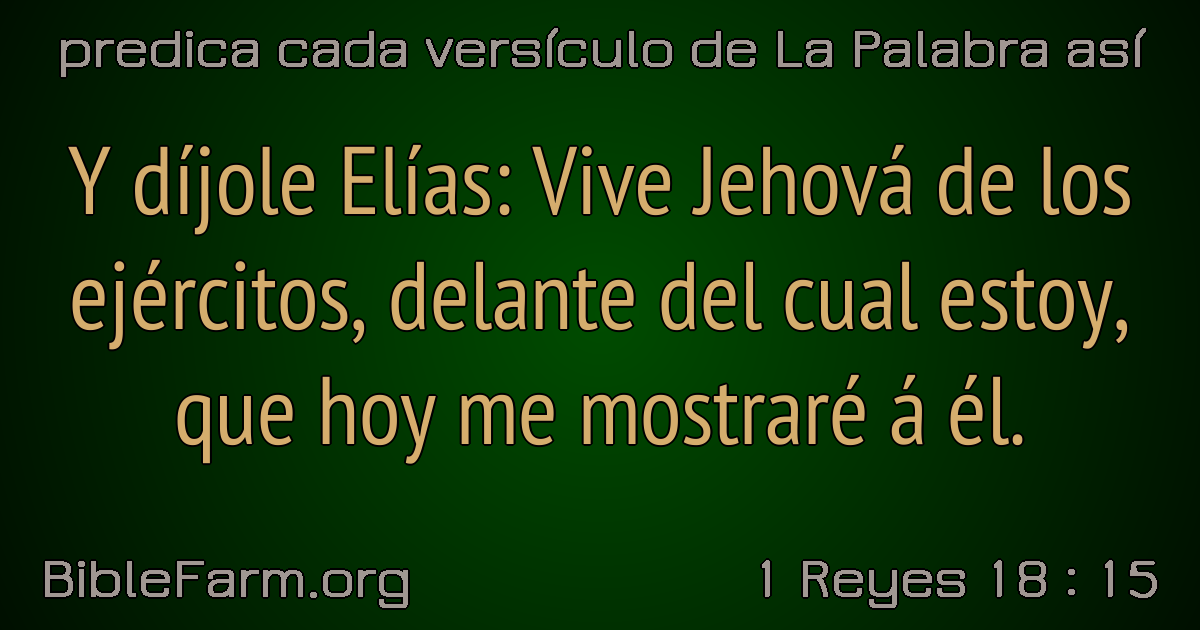 predica cada versículo de La Palabra así
Y díjole Elías: Vive Jehová de los
ejércitos, delante del cual estoy,
que hoy me mostraré á él.
BibleFarm.org
1 Reyes 18 : 15